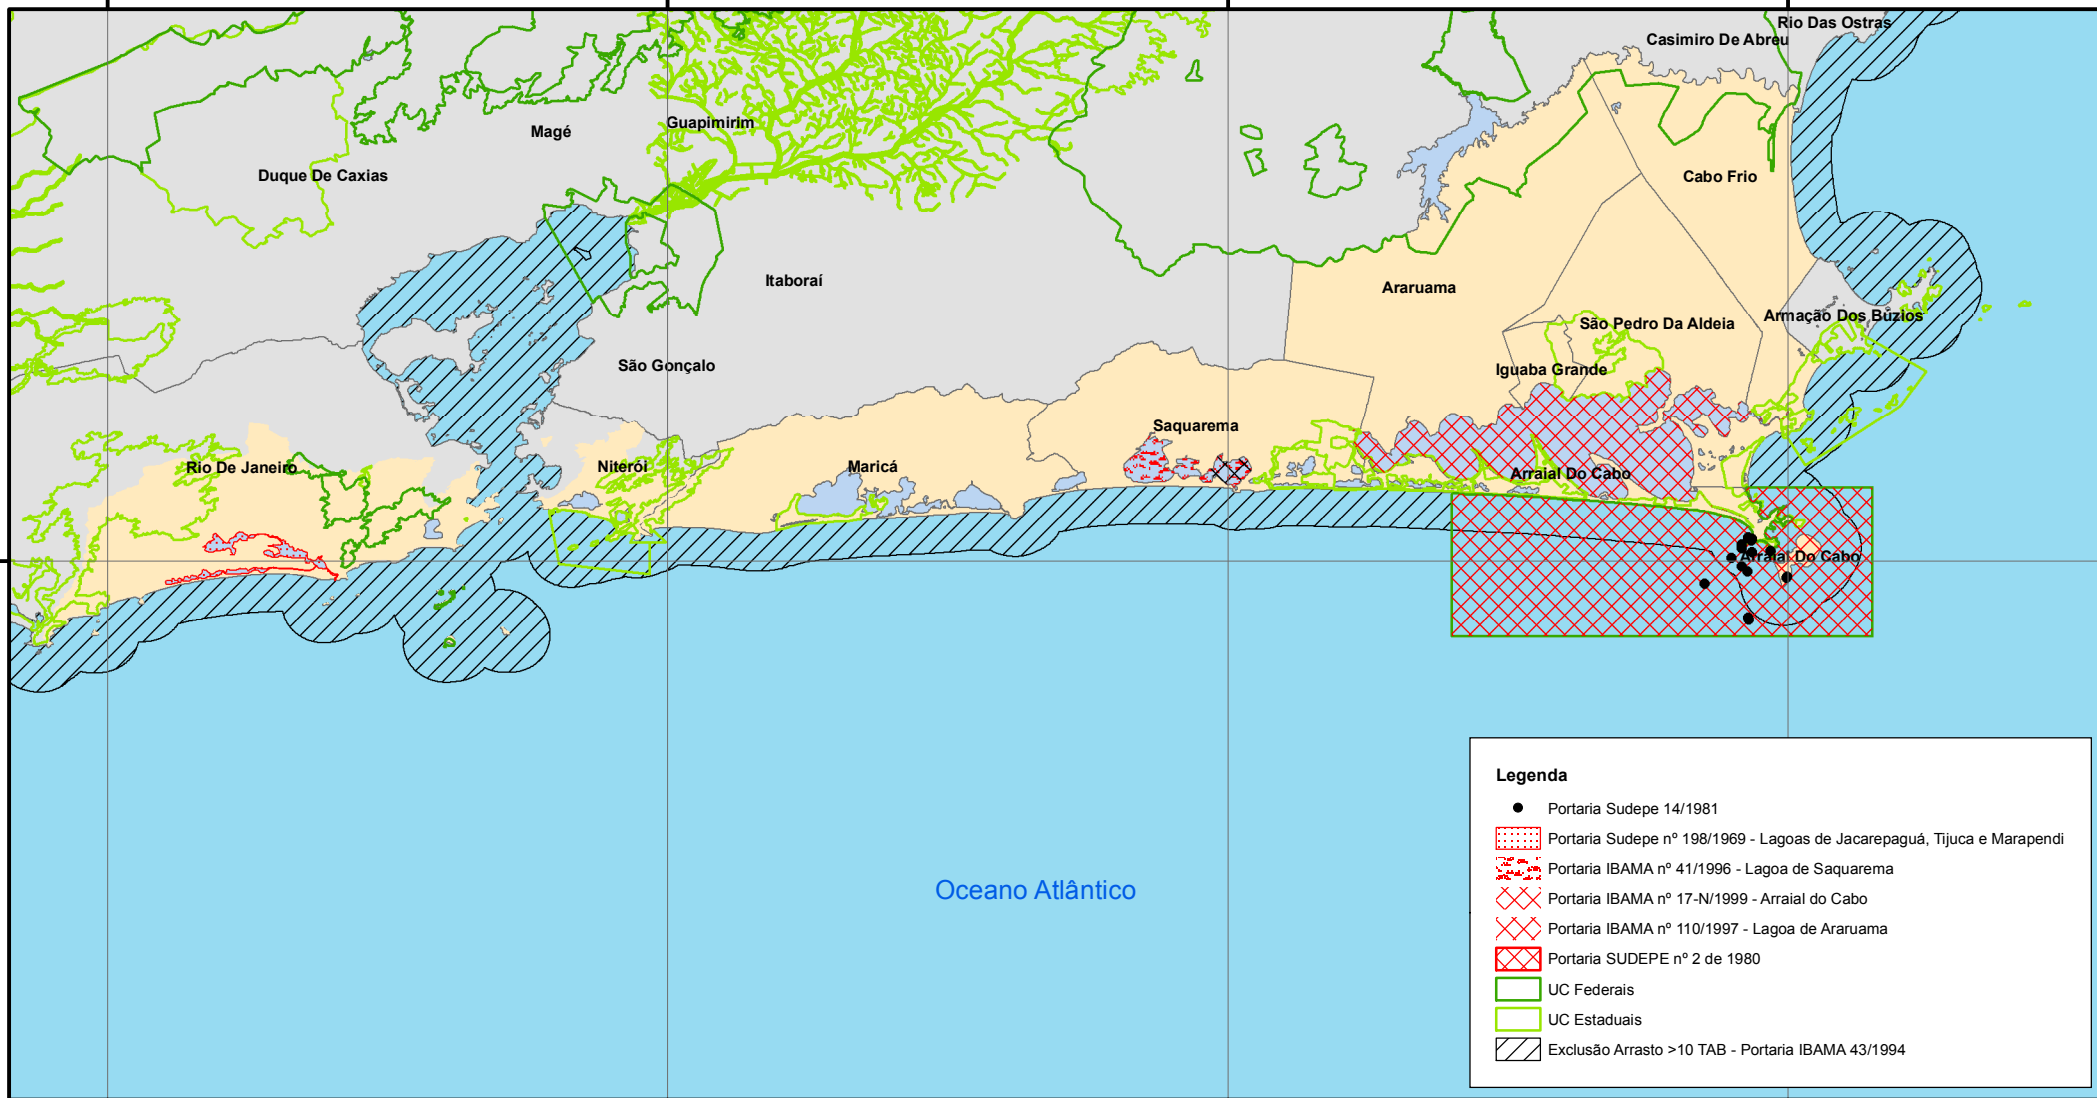 Rio Das Ostras
Casimiro De Abreu
Magé
Guapimirim
Duque De Caxias
Cabo Frio
Itaboraí
Araruama
Armação Dos Búzios
São Pedro Da Aldeia
São Gonçalo
Iguaba Grande
Saquarema
Rio De Janeiro
Niterói
Maricá
Arraial Do Cabo
Arraial Do Cabo
Oceano Atlântico
Legenda
Portaria Sudepe 14/1981
Portaria Sudepe nº 198/1969 - Lagoas de Jacarepaguá, Tijuca e Marapendi
Portaria IBAMA nº 41/1996 - Lagoa de Saquarema
Portaria IBAMA nº 17-N/1999 - Arraial do Cabo
Portaria IBAMA nº 110/1997 - Lagoa de Araruama
Portaria SUDEPE nº 2 de 1980
UC Federais
UC Estaduais
Exclusão Arrasto >10 TAB - Portaria IBAMA 43/1994